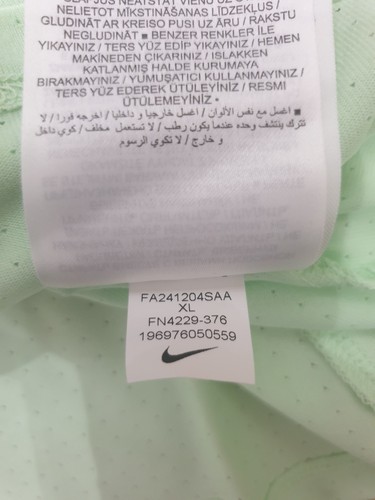 NELIETOT MĪKSTINĀŠANAS LĪDZEKĻUS /
GLUDINĀT AR KREISO PUSI UZ ĀRU / RAKSTU
NEGLUDINĀT ■ BENZER RENKLER İLE
YIKAYINIZ / TERS YÜZ EDİP YIKAYINIZ / HEMEN
MAKİNEDEN ÇIKARINIZ / ISLAKKEN
KATLANMIŞ HALDE KURUMAYA
BIRAKMAYINIZ / YUMUŞATICI KULLANMAYINIZ /
TERS YÜZ EDEREK ÜTÜLEYİNİZ / RESMI
ÜTÜLEMEYİNİZ •
■ اغسل مع نفس الألوان / اغسل خارجيا و داخليا / اخرجه فورا / لا
تترك ينتشف وحده عندما يكون رطب / لا تستعمل مخلف / كوي داخل
و خارج / لا تكوي الرسوم
FA241204SAA
XL
FN4229-376
196976050559